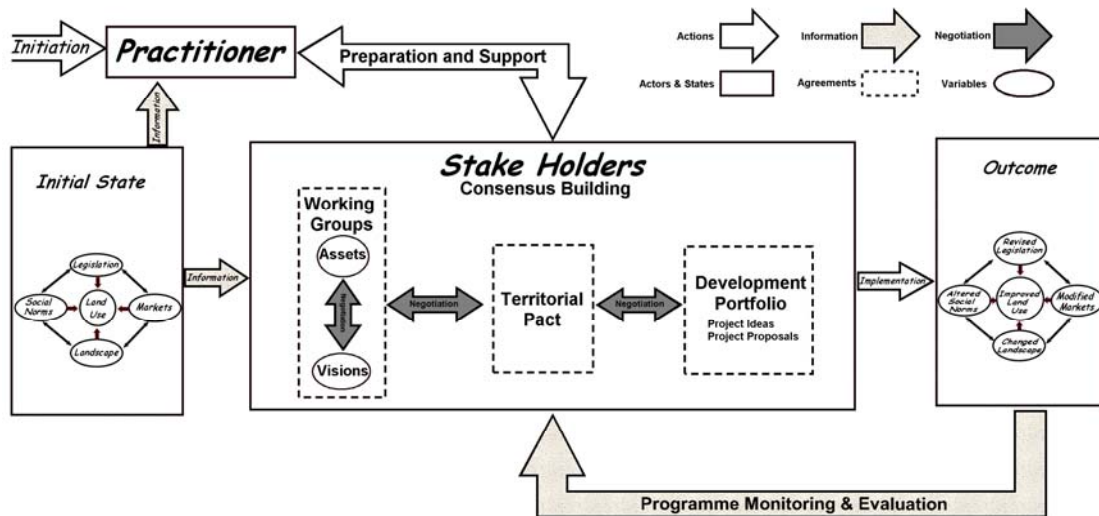 Initiation
Practitioner
Preparation and Support
Actions
Information
Negotiation
Actors & States
Agreements
Variables
Information
Initial State
Legislation
Social
Norms
Land
Use
Markets
Landscape
Information
Stake Holders
Consensus Building
Working
Groups
Assets
Negotiation
Visions
Negotiation
Territorial
Pact
Negotiation
Development
Portfolio
Project Ideas
Project Proposals
Implementation
Outcome
Revised
Legislation
Altered
Social
Norms
Improved
Land
Use
Modified
Markets
Changed
Landscape
Programme Monitoring & Evaluation